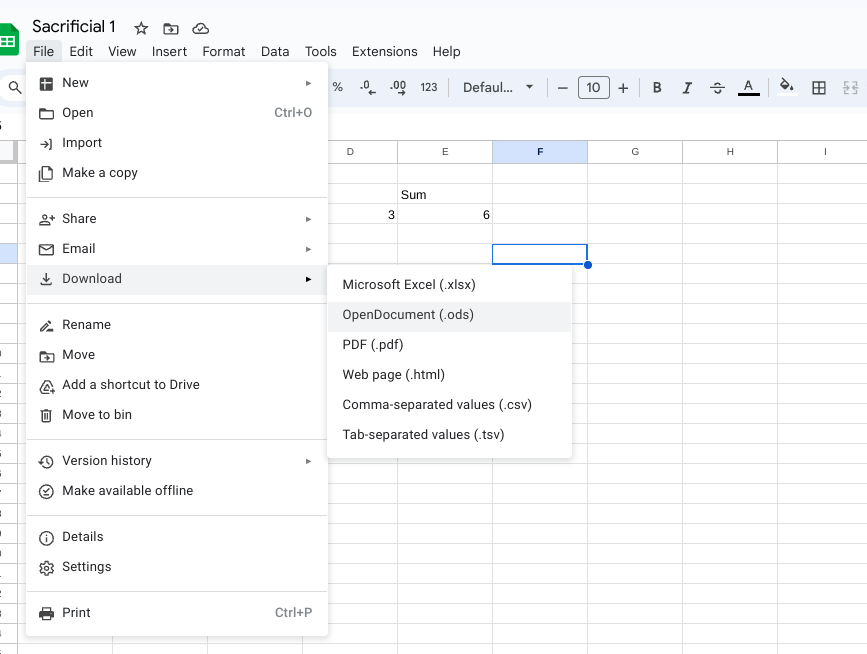 Sacrificial 1
File Edit View Insert Format Data Tools Extensions Help
% .0 .00 123 Defaul... 10 B I S A
D E F G H I
Sum
3 6
New
Open Ctrl+O
Import
Make a copy
Share
Email
Download
Rename
Move
Add a shortcut to Drive
Move to bin
Version history
Make available offline
Details
Settings
Print Ctrl+P
Microsoft Excel (.xlsx)
OpenDocument (.ods)
PDF (.pdf)
Web page (.html)
Comma-separated values (.csv)
Tab-separated values (.tsv)